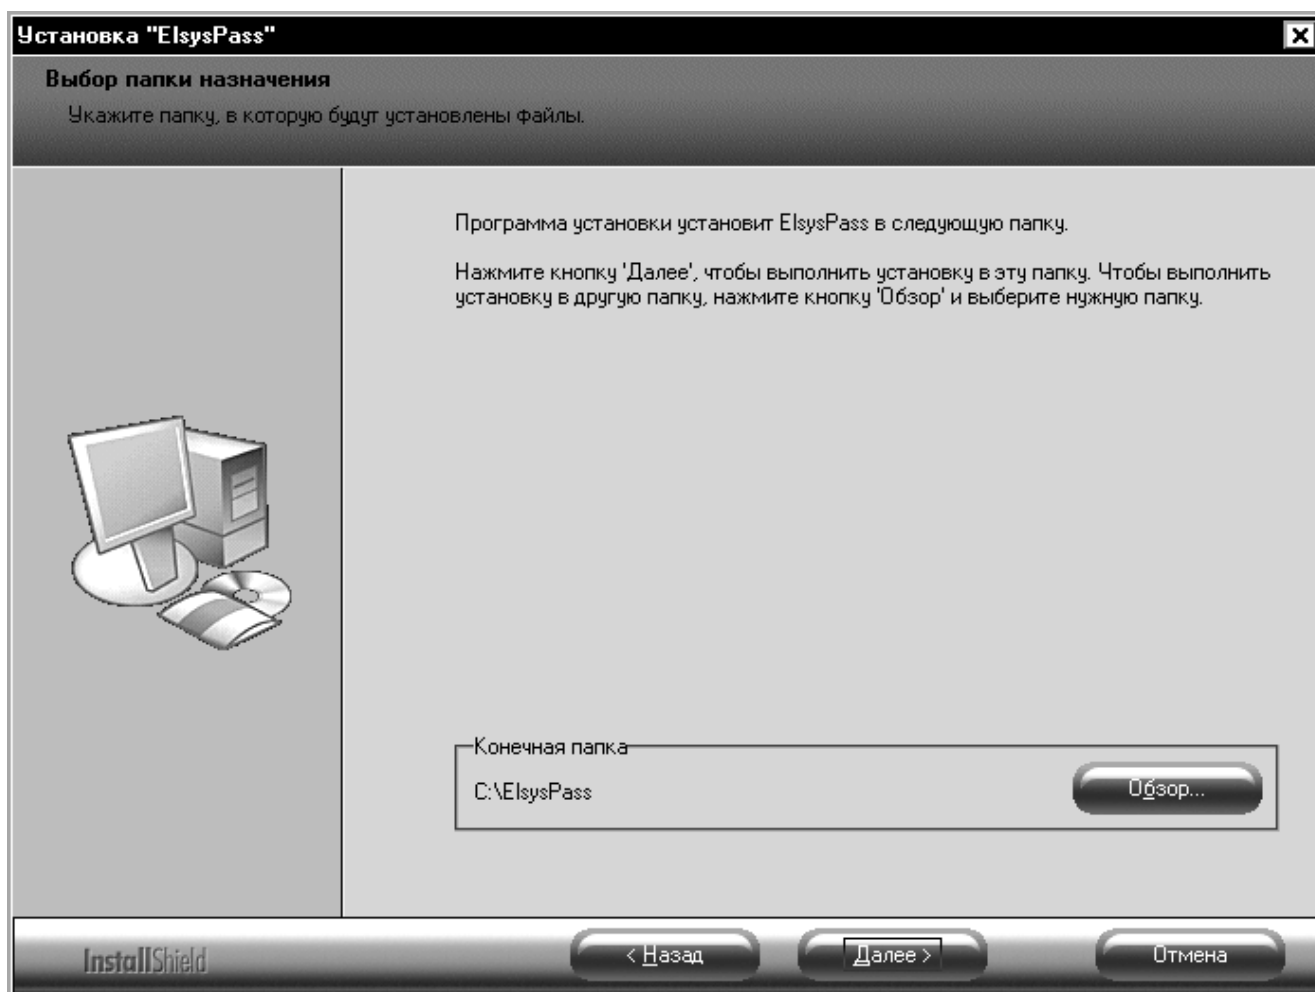 Установка "ElsysPass"
Выбор папки назначения
Укажите папку, в которую будут установлены файлы.
Программа установки установит ElsysPass в следующую папку.
Нажмите кнопку 'Далее', чтобы выполнить установку в эту папку. Чтобы выполнить
установку в другую папку, нажмите кнопку 'Обзор' и выберите нужную папку.
Конечная папка
C:\ElsysPass
Обзор...
InstallShield
< Назад
Далее >
Отмена